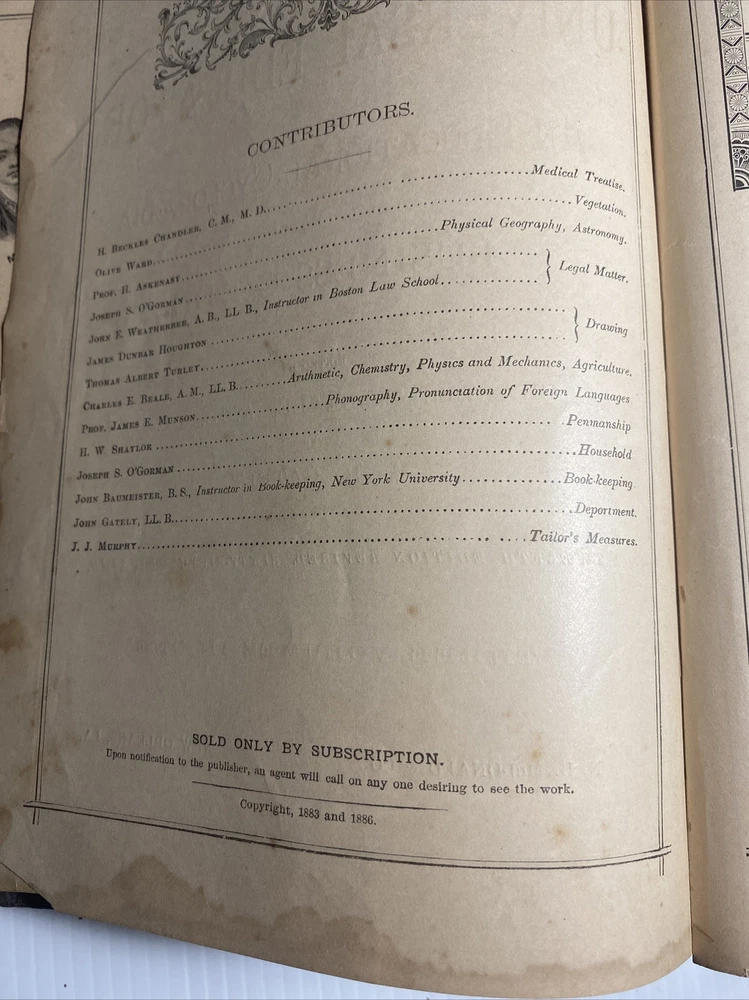 CONTRIBUTORS.
H. BECKLES CHANDLER, C. M., M. D. Medical Treatise.
OLIVE WARD Vegetation.
PROF. H. ASKENASY Physical Geography, Astronomy.
JOSEPH S. O'GORMAN
JOHN E. WEATHERBEE, A. B., LL B., Instructor in Boston Law School } Legal Matter.
JAMES DUNBAR HOUGHTON
THOMAS ALBERT TURLEY } Drawing
CHARLES E. BEALE, A. M., LL. B. Arithmetic, Chemistry, Physics and Mechanics, Agriculture.
PROF. JAMES E. MUNSON Phonography, Pronunciation of Foreign Languages
H. W. SHAYLOR Penmanship
JOSEPH S. O'GORMAN Household
JOHN BAUMEISTER, B. S., Instructor in Book-keeping, New York University Book-keeping
JOHN GATELY, LL. B. Deportment.
J. J. MURPHY Tailor's Measures.
SOLD ONLY BY SUBSCRIPTION.
Upon notification to the publisher, an agent will call on any one desiring to see the work.
Copyright, 1883 and 1886.